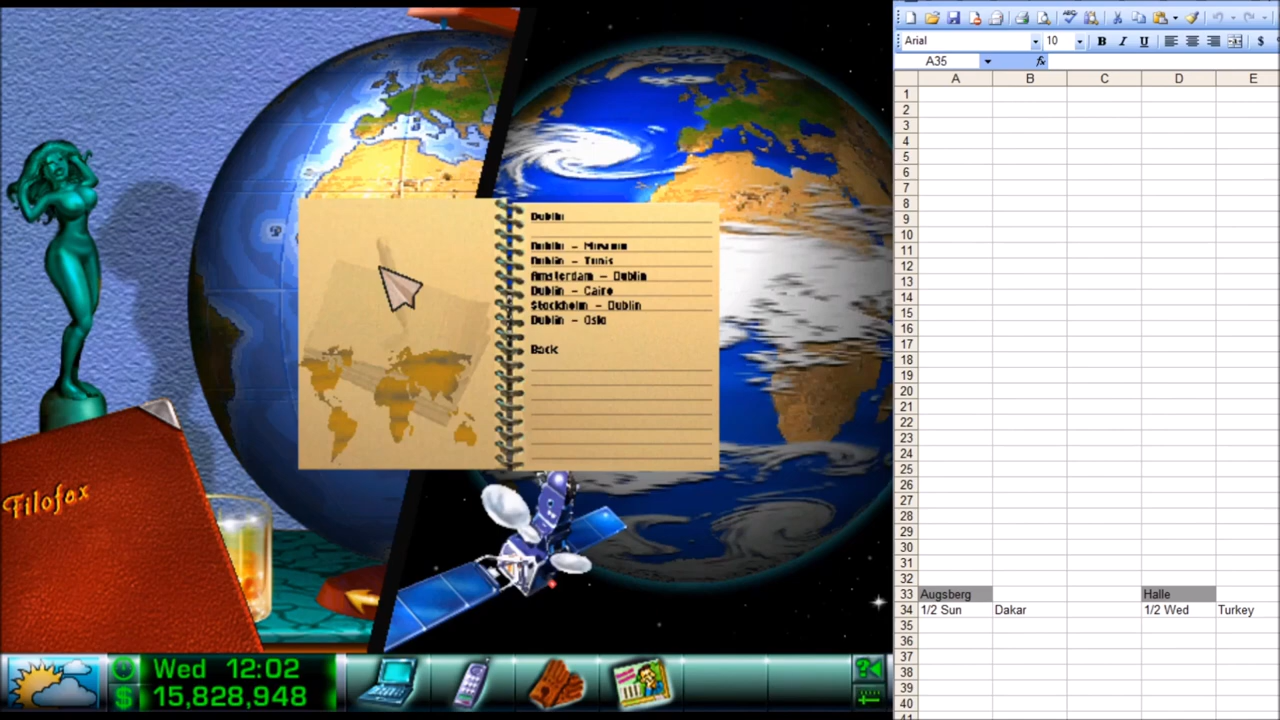 Arial
10
B I U
$
A35
fx
A B C D E
1
2
3
4
5
6
7
8
9
10
11
12
13
14
15
16
17
18
19
20
21
22
23
24
25
26
27
28
29
30
31
32
33 Augsberg Halle
34 1/2 Sun Dakar 1/2 Wed Turkey
35
36
37
38
39
40
41
Dublin
Dublin -
Dublin - Tunis
Amsterdam - Dublin
Dublin - Cairo
Stockholm - Dublin
Dublin - Oslo
Back
Filofax
Wed 12:02
$ 15,828,948